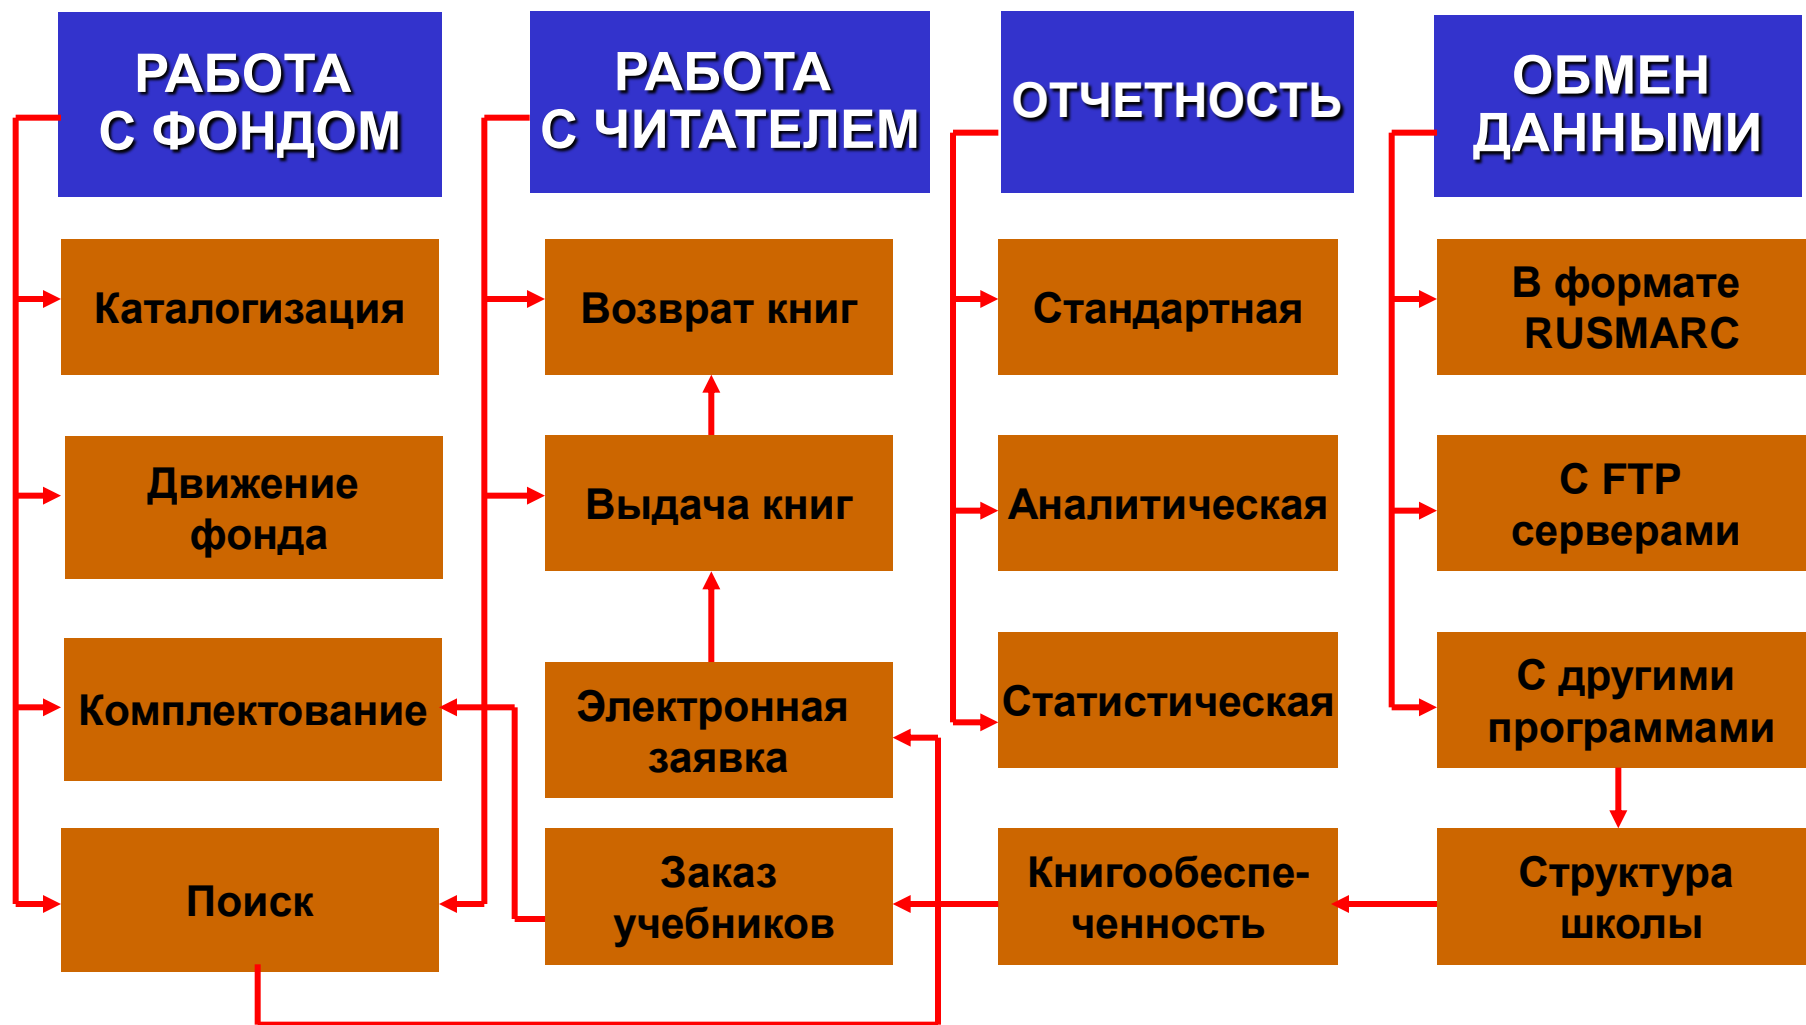 РАБОТА
С ФОНДОМ
РАБОТА
С ЧИТАТЕЛЕМ
ОТЧЕТНОСТЬ
ОБМЕН
ДАННЫМИ
Каталогизация
Возврат книг
Стандартная
В формате
RUSMARC
Движение
фонда
Выдача книг
Аналитическая
С FTP
серверами
Комплектование
Электронная
заявка
Статистическая
С другими
программами
Поиск
Заказ
учебников
Книгообеспе-
ченность
Структура
школы